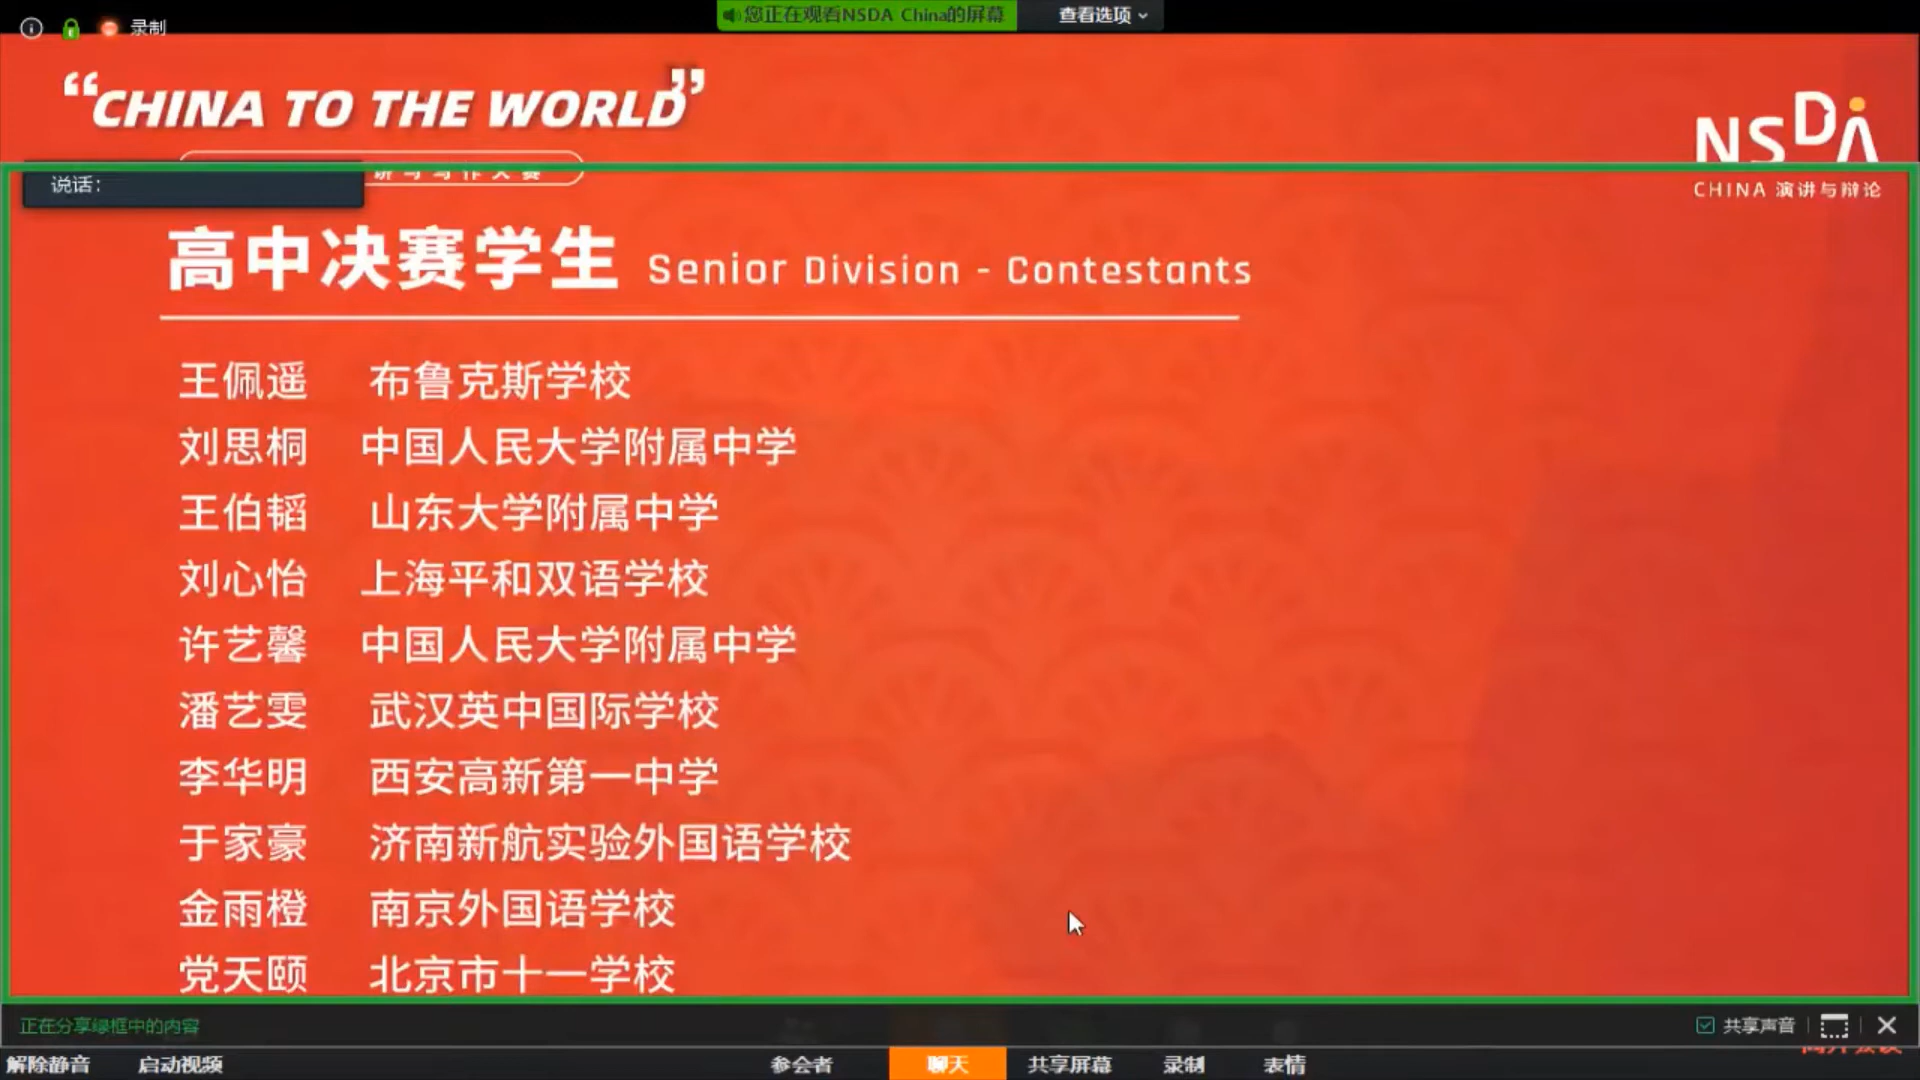 录制
您正在观看NSDA China的屏幕
查看选项
“CHINA TO THE WORLD”
NSDA
CHINA 演讲与辩论
讲与写作大赛
说话：
高中决赛学生 Senior Division - Contestants
王佩遥 布鲁克斯学校
刘思桐 中国人民大学附属中学
王伯韬 山东大学附属中学
刘心怡 上海平和双语学校
许艺馨 中国人民大学附属中学
潘艺雯 武汉英中国际学校
李华明 西安高新第一中学
于家豪 济南新航实验外国语学校
金雨橙 南京外国语学校
党天颐 北京市十一学校
正在分享绿框中的内容
共享声音
解除静音 启动视频 参会者 聊天 共享屏幕 录制 表情